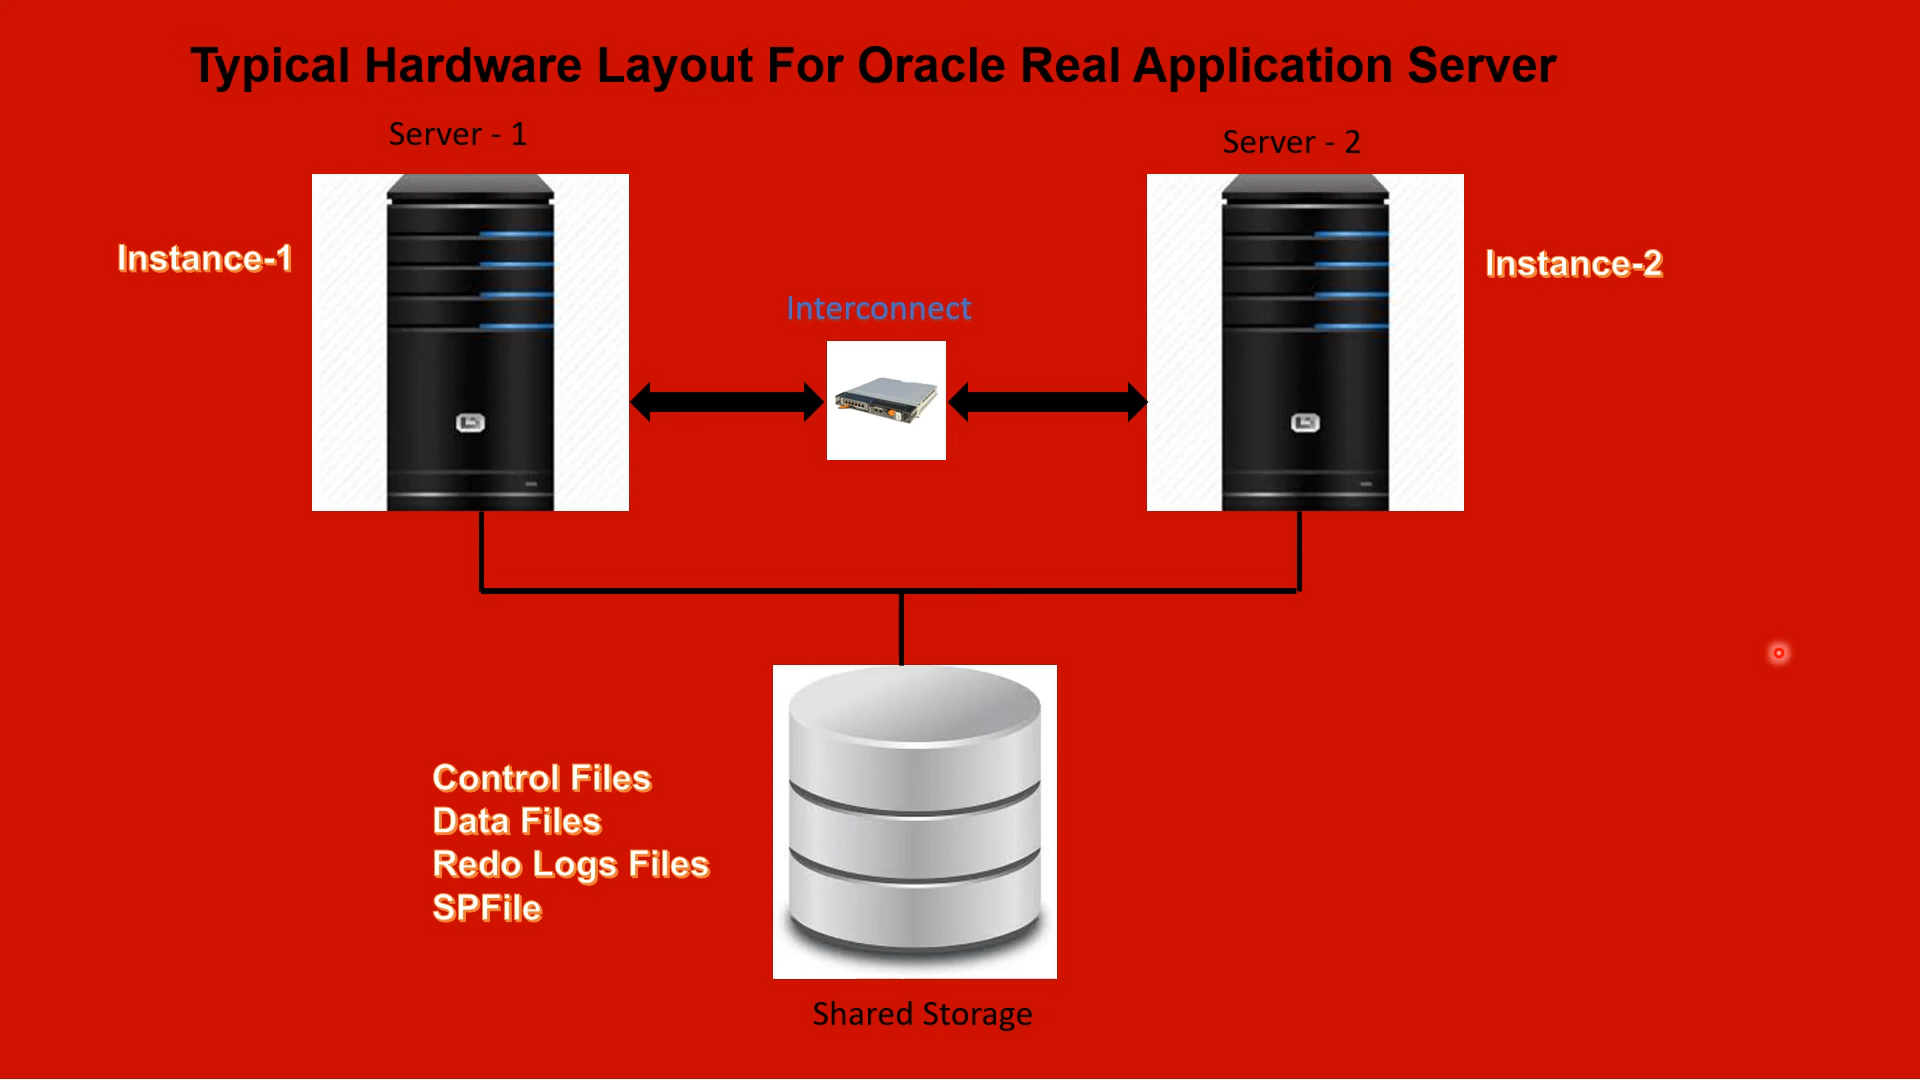 Typical Hardware Layout For Oracle Real Application Server
Server - 1
Server - 2
Instance-1
Instance-2
Interconnect
Control Files
Data Files
Redo Logs Files
SPFile
Shared Storage